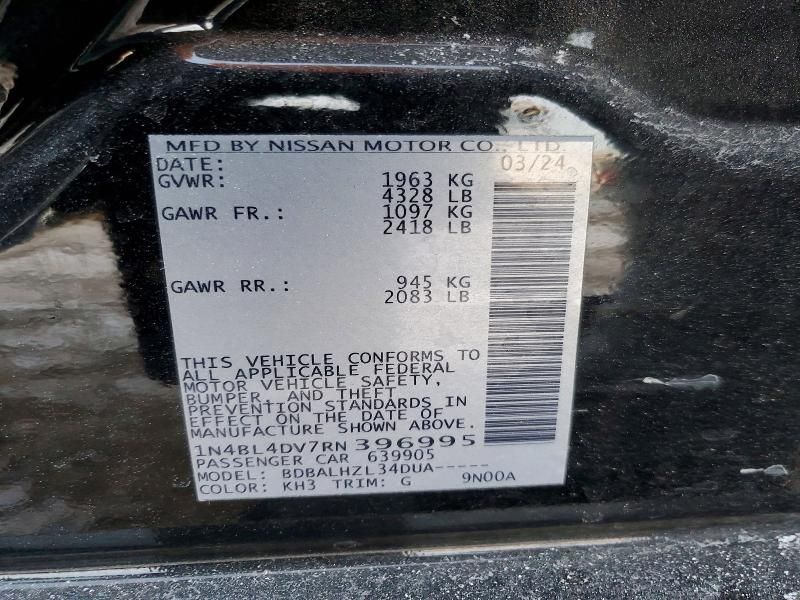 MFD BY NISSAN MOTOR CO., LTD.
DATE: 03/24
GVWR: 1963 KG
4328 LB
GAWR FR.: 1097 KG
2418 LB
GAWR RR.: 945 KG
2083 LB
THIS VEHICLE CONFORMS TO
ALL APPLICABLE FEDERAL
MOTOR VEHICLE SAFETY,
BUMPER, AND THEFT
PREVENTION STANDARDS IN
EFFECT ON THE DATE OF
MANUFACTURE SHOWN ABOVE.
1N4BL4DV7RN396995
PASSENGER CAR 639905
MODEL: BDBALHZL34DUA-----
COLOR: KH3 TRIM: G 9N00A